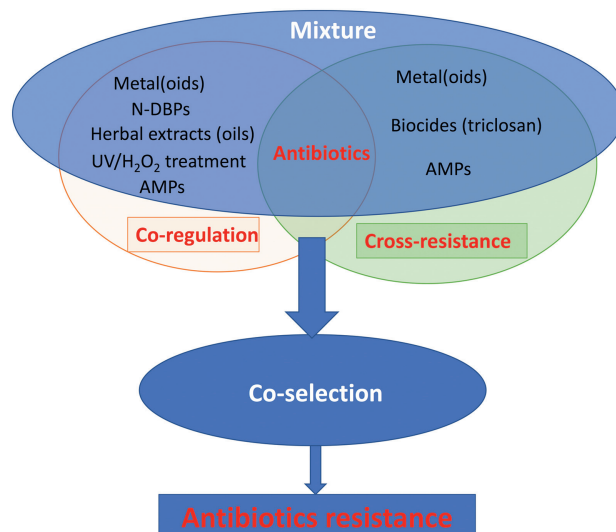 Mixture
Metal(oids)
N-DBPs
Herbal extracts (oils)
UV/H₂O₂ treatment
AMPs
Antibiotics
Metal(oids)
Biocides (triclosan)
AMPs
Co-regulation
Cross-resistance
Co-selection
Antibiotics resistance